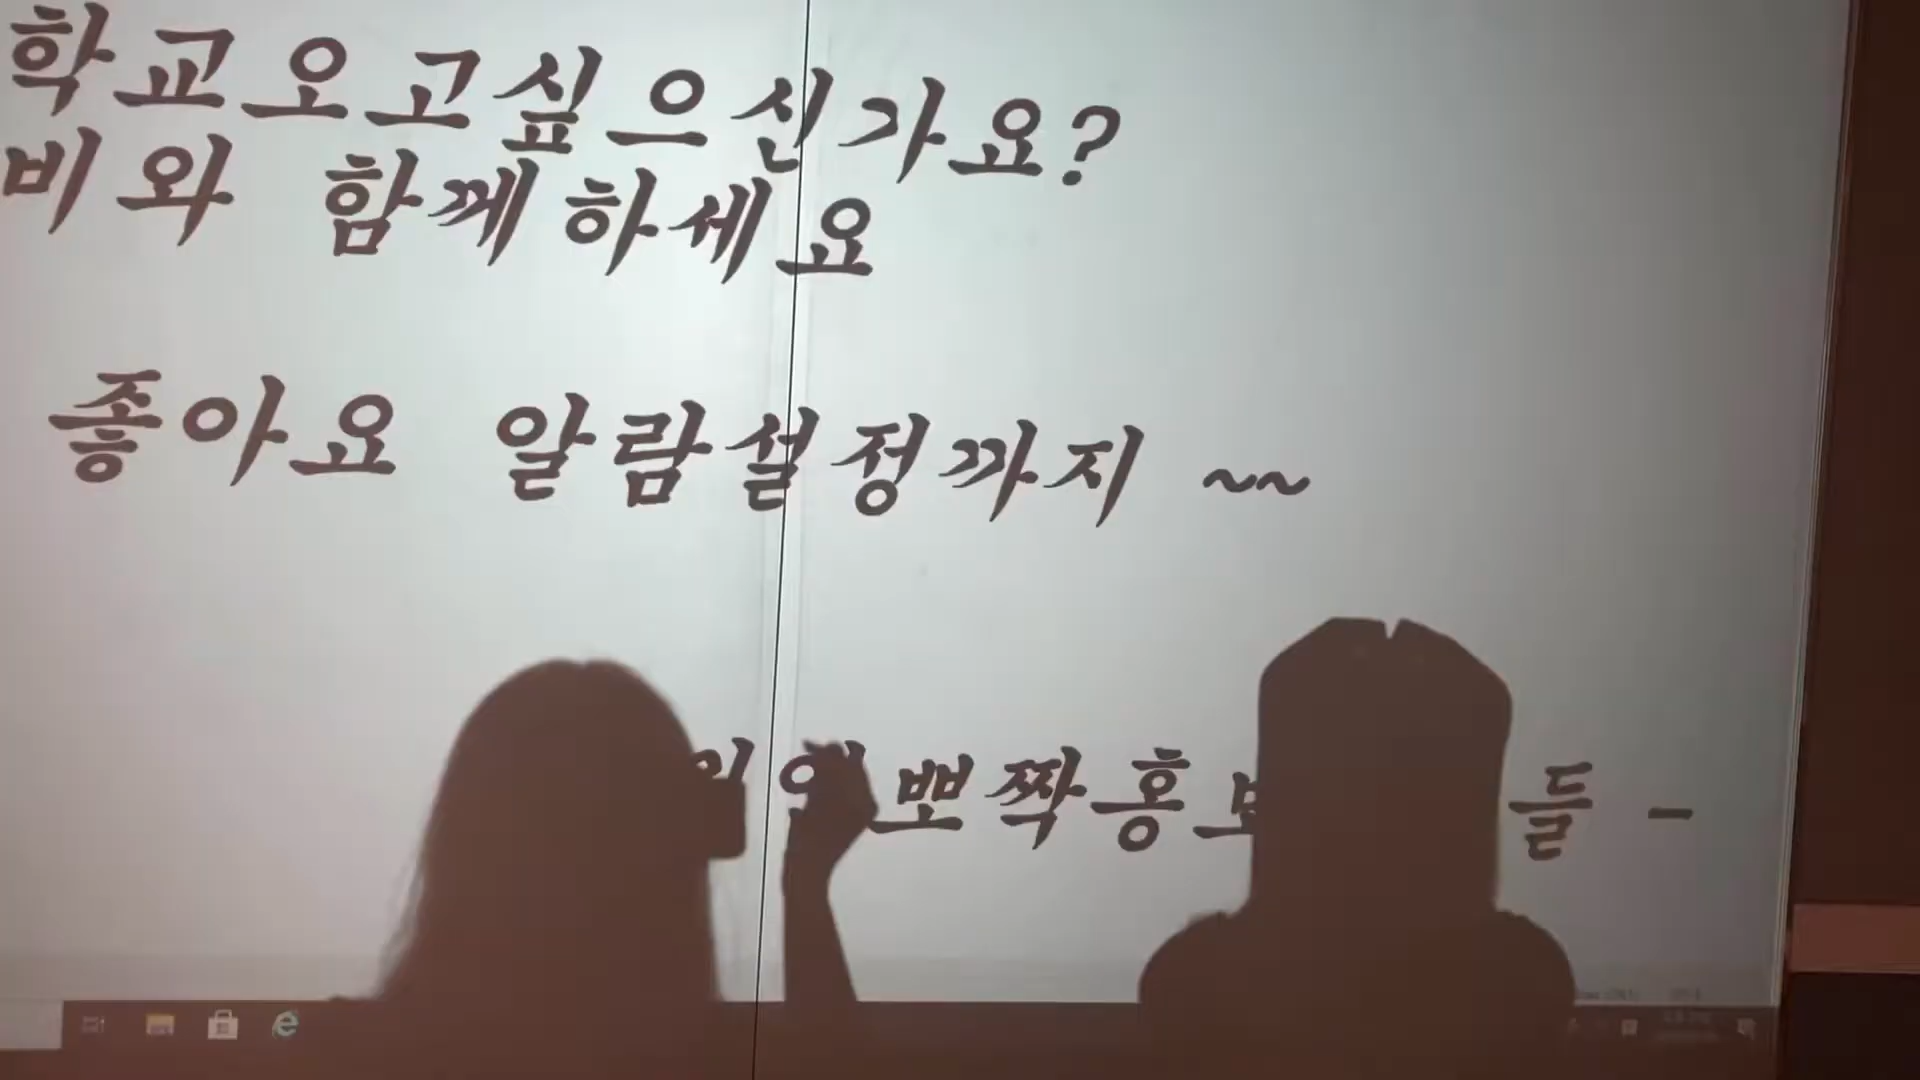 학교오고싶으신가요?
비와 함께하세요
좋아요 알람설정까지 ~~
뽀짝홍보 들 -